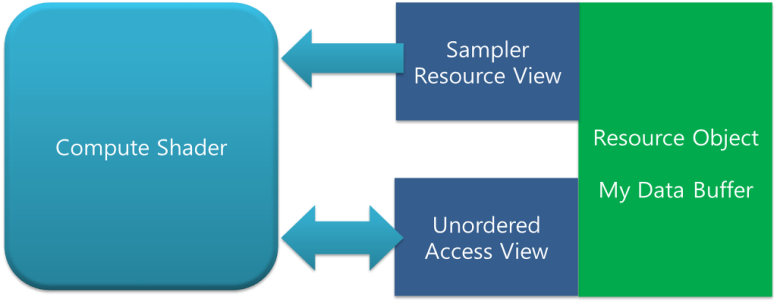 Compute Shader
Sampler
Resource View
Unordered
Access View
Resource Object
My Data Buffer